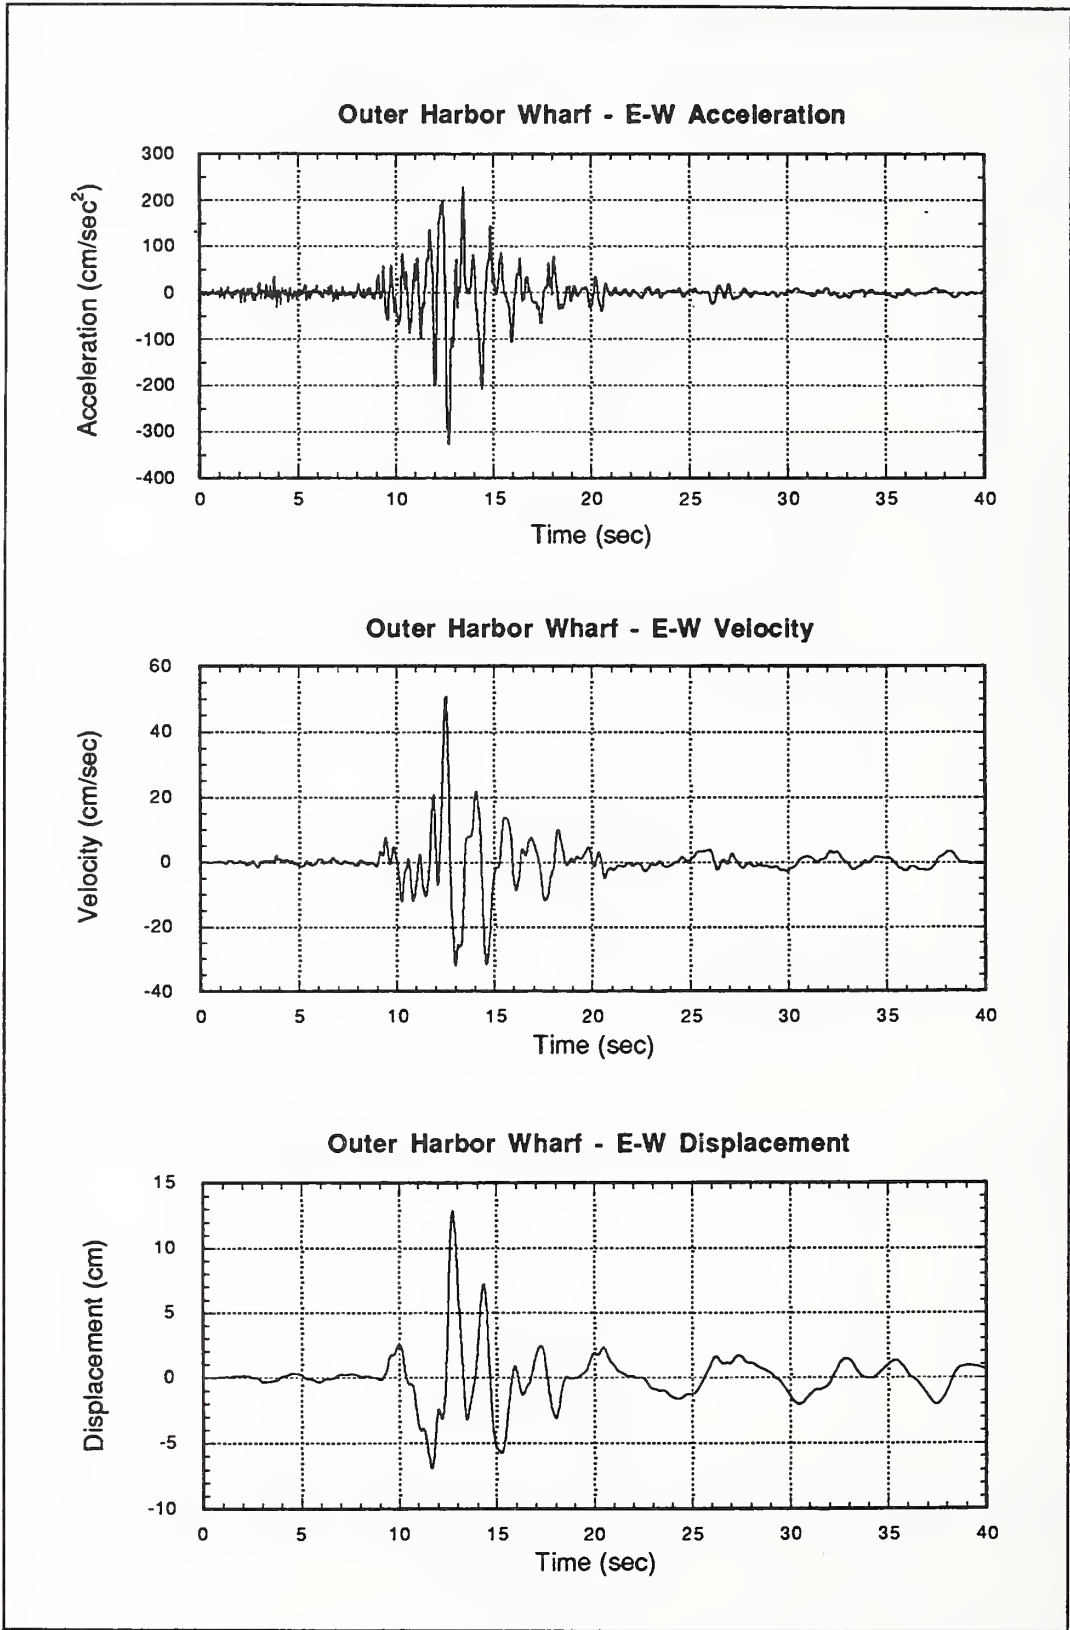 Outer Harbor Wharf - E-W Acceleration
Acceleration (cm/sec²)
300
200
100
0
-100
-200
-300
-400
0 5 10 15 20 25 30 35 40
Time (sec)
Outer Harbor Wharf - E-W Velocity
Velocity (cm/sec)
60
40
20
0
-20
-40
0 5 10 15 20 25 30 35 40
Time (sec)
Outer Harbor Wharf - E-W Displacement
Displacement (cm)
15
10
5
0
-5
-10
0 5 10 15 20 25 30 35 40
Time (sec)